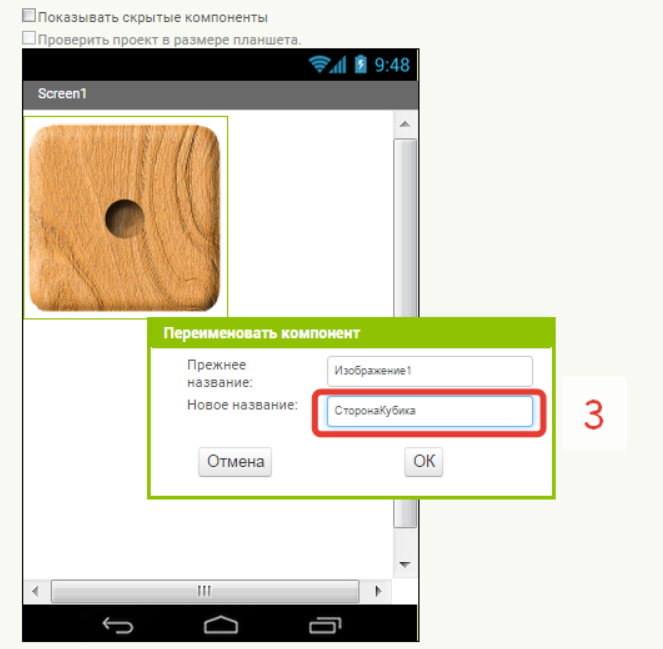 Показывать скрытые компоненты
Проверить проект в размере планшета.
9:48
Screen1
Переименовать компонент
Прежнее
название:
Изображение1
Новое название:
СторонаКубика
3
Отмена
OK